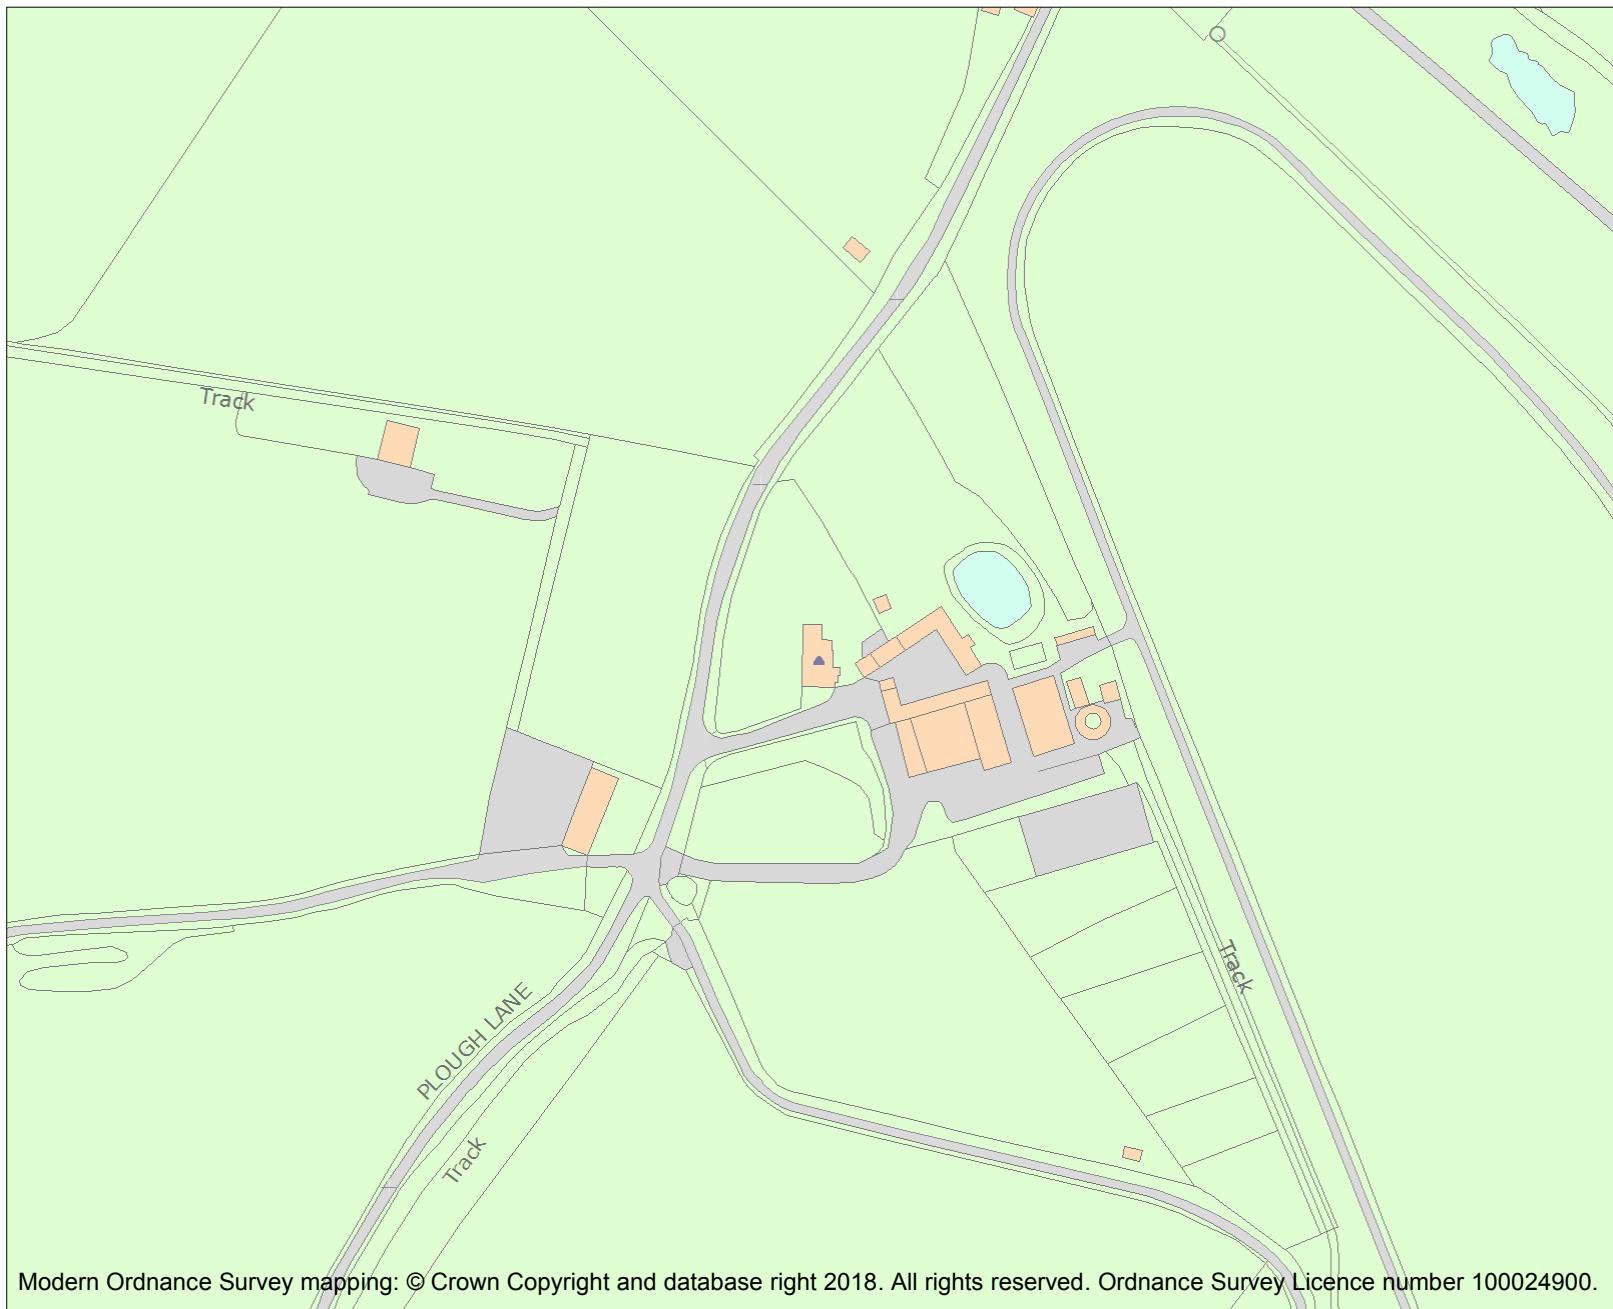 Track
Track
PLOUGH LANE
Track
Modern Ordnance Survey mapping: © Crown Copyright and database right 2018. All rights reserved. Ordnance Survey Licence number 100024900.